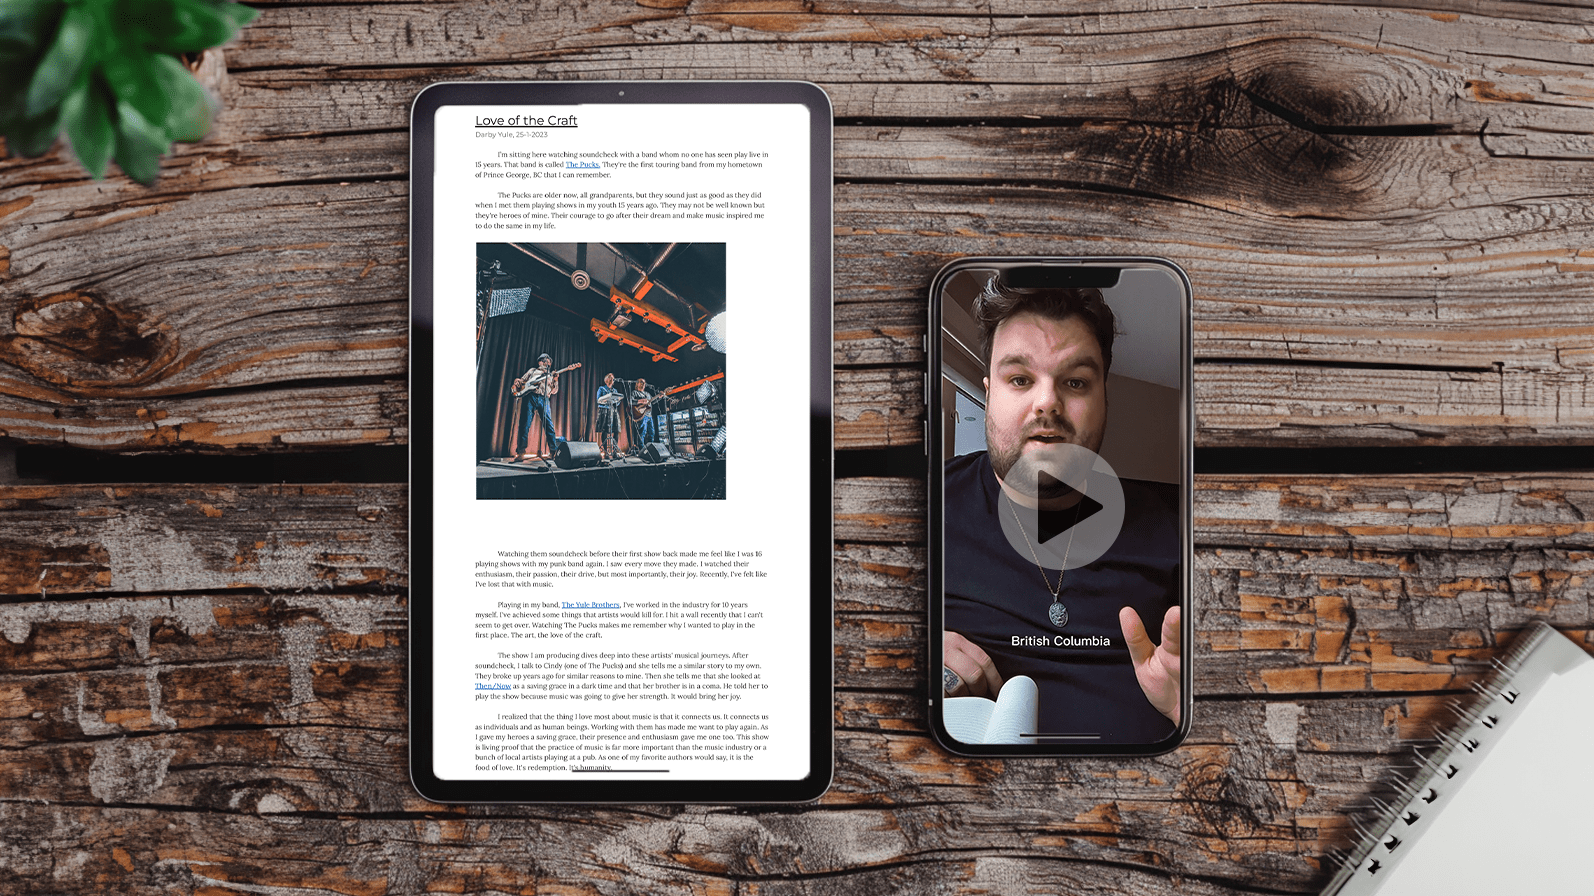 Love of the Craft
Darby Yule, 25-1-2023
I'm sitting here watching soundcheck with a band whom no one has seen play live in
15 years. That band is called The Pucks. They're the first touring band from my hometown
of Prince George, BC that I can remember.
The Pucks are older now, all grandparents, but they sound just as good as they did
when I met them playing shows in my youth 15 years ago. They may not be well known but
they're heroes of mine. Their courage to go after their dream and make music inspired me
to do the same in my life.
Watching them soundcheck before their first show back made me feel like I was 16
playing shows with my punk band again. I saw every move they made. I watched their
enthusiasm, their passion, their drive, but most importantly, their joy. Recently, I've felt like
I've lost that with music.
Playing in my band, The Yule Brothers, I've worked in the industry for 10 years
myself. I've achieved some things that artists would kill for. I hit a wall recently that I can't
seem to get over. Watching The Pucks makes me remember why I wanted to play in the
first place. The art, the love of the craft.
The show I am producing dives deep into these artists' musical journeys. After
soundcheck, I talk to Cindy (one of The Pucks) and she tells me a similar story to my own.
They broke up years ago for similar reasons to mine. Then she tells me that she looked at
Then/Now as a saving grace in a dark time and that her brother is in a coma. He told her to
play the show because music was going to give her strength. It would bring her joy.
I realized that the thing I love most about music is that it connects us. It connects us
as individuals and as human beings. Working with them has made me want to play again. As
I gave my heroes a saving grace, their presence and enthusiasm gave me one too. This show
is living proof that the practice of music is far more important than the music industry or a
bunch of local artists playing at a pub. As one of my favorite authors would say, it is the
food of love. It's redemption. It's humanity.
British Columbia